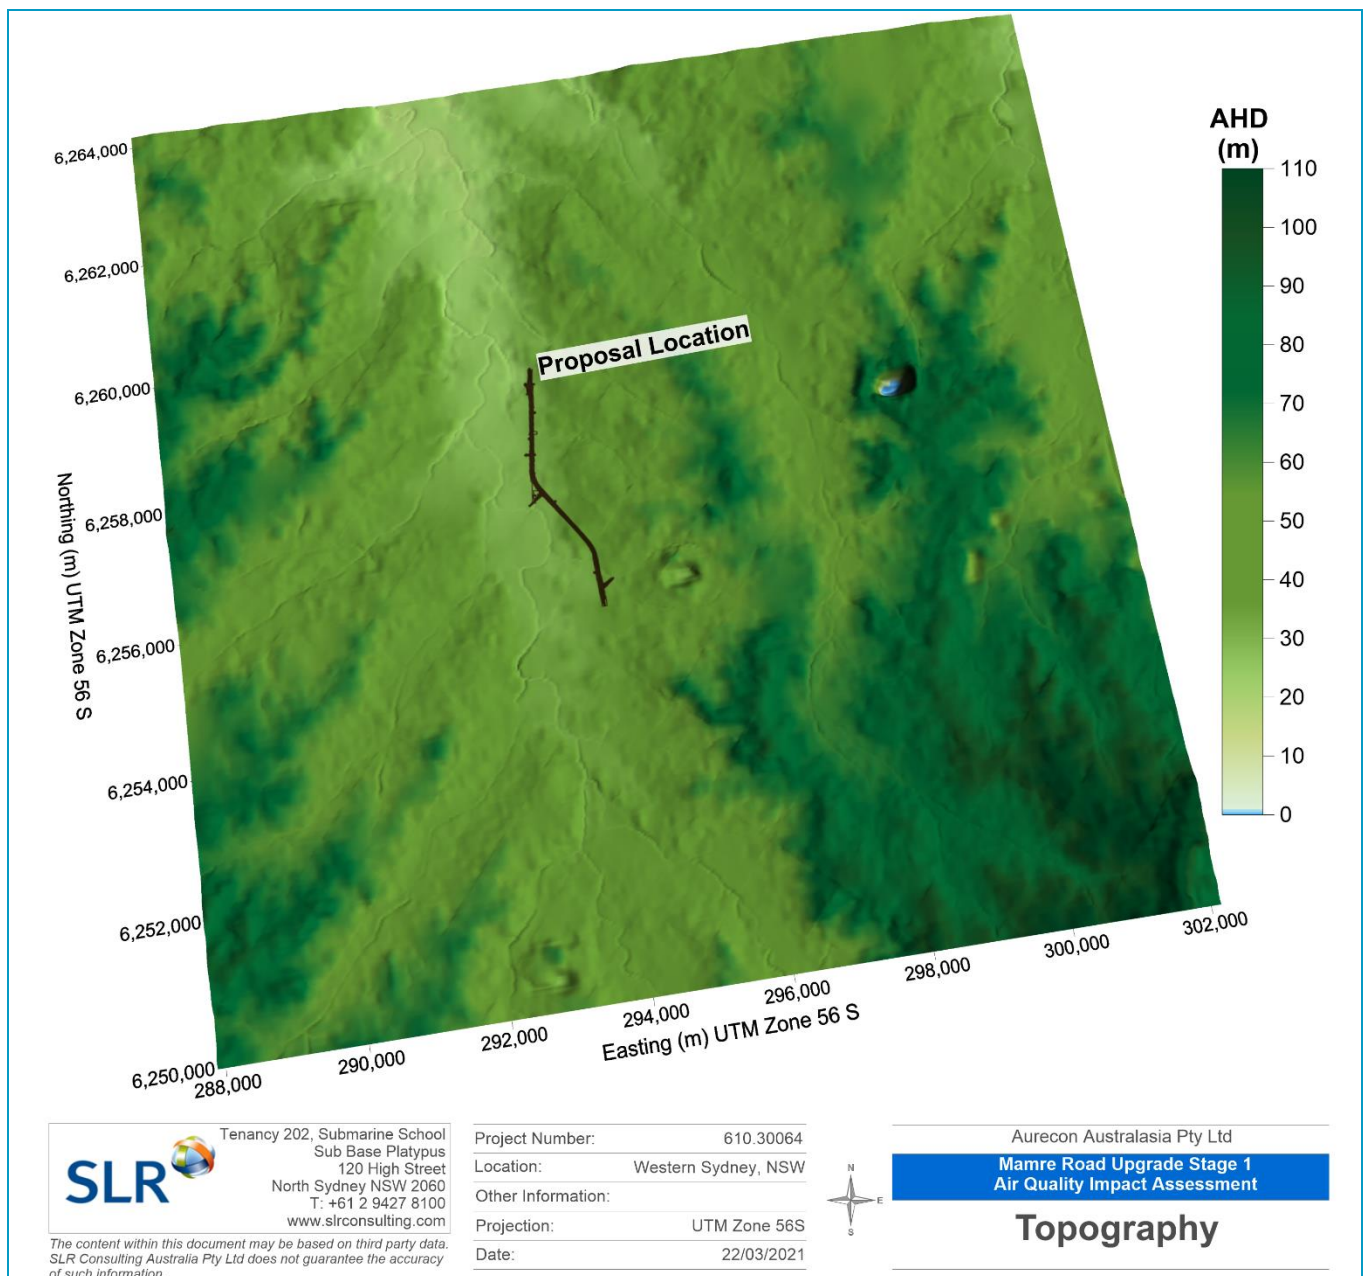 AHD
(m)
110
100
90
80
70
60
50
40
30
20
10
0
6,264,000
6,262,000
6,260,000
6,258,000
6,256,000
6,254,000
6,252,000
6,250,000
Northing (m) UTM Zone 56 S
Proposal Location
288,000
290,000
292,000
294,000
296,000
298,000
300,000
302,000
Easting (m) UTM Zone 56 S
SLR
Tenancy 202, Submarine School
Sub Base Platypus
120 High Street
North Sydney NSW 2060
T: +61 2 9427 8100
www.slrconsulting.com
The content within this document may be based on third party data.
SLR Consulting Australia Pty Ltd does not guarantee the accuracy
of such information.
Project Number: 610.30064
Location: Western Sydney, NSW
Other Information:
Projection: UTM Zone 56S
Date: 22/03/2021
N
E
S
Aurecon Australasia Pty Ltd
Mamre Road Upgrade Stage 1
Air Quality Impact Assessment
Topography